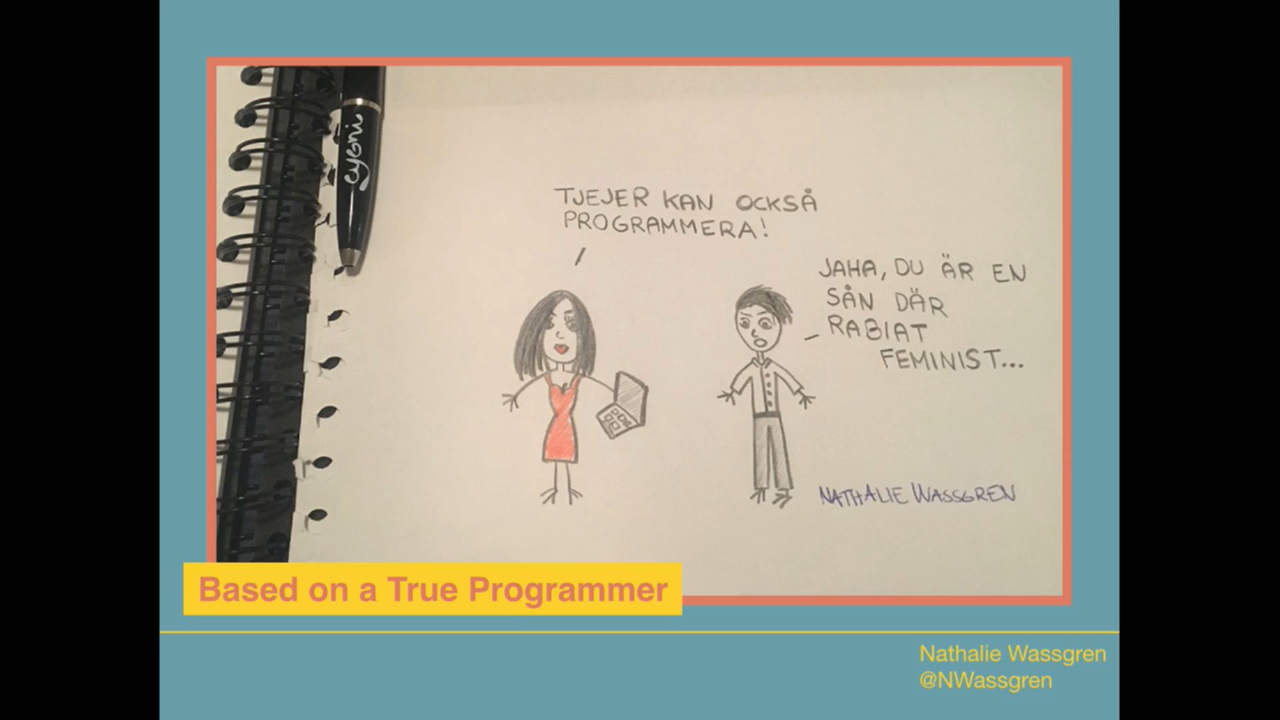 cygni
TJEJER KAN OCKSÅ
PROGRAMMERA!
JAHA, DU ÄR EN
SÅN DÄR
RABIAT
FEMINIST...
NATHALIE WASSGREN
Based on a True Programmer
Nathalie Wassgren
@NWassgren